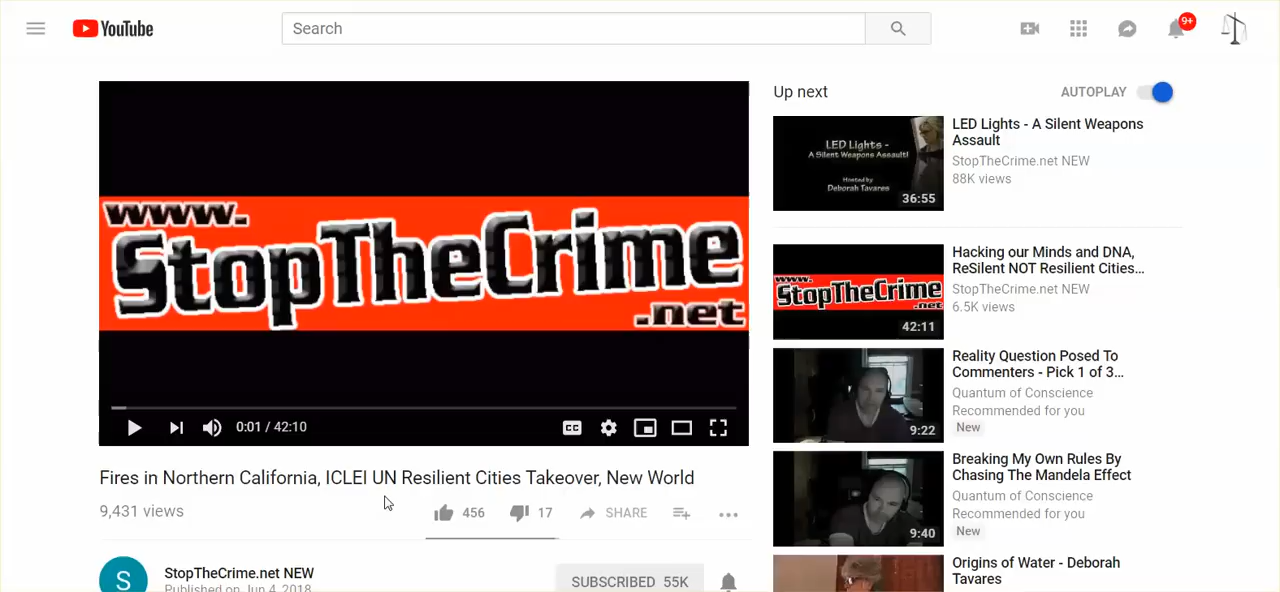 YouTube
Search
9+
www.
StopTheCrime
.net
0:01 / 42:10
CC
Fires in Northern California, ICLEI UN Resilient Cities Takeover, New World
9,431 views
456
17
SHARE
S
StopTheCrime.net NEW
Published on Jun 4, 2018
SUBSCRIBED 55K
Up next
AUTOPLAY
LED Lights -
A Silent Weapons Assault!
Hosted by
Deborah Tavares
36:55
LED Lights - A Silent Weapons
Assault
StopTheCrime.net NEW
88K views
www.
StopTheCrime
.net
42:11
Hacking our Minds and DNA,
ReSilent NOT Resilient Cities...
StopTheCrime.net NEW
6.5K views
9:22
Reality Question Posed To
Commenters - Pick 1 of 3...
Quantum of Conscience
Recommended for you
New
9:40
Breaking My Own Rules By
Chasing The Mandela Effect
Quantum of Conscience
Recommended for you
New
Origins of Water - Deborah
Tavares